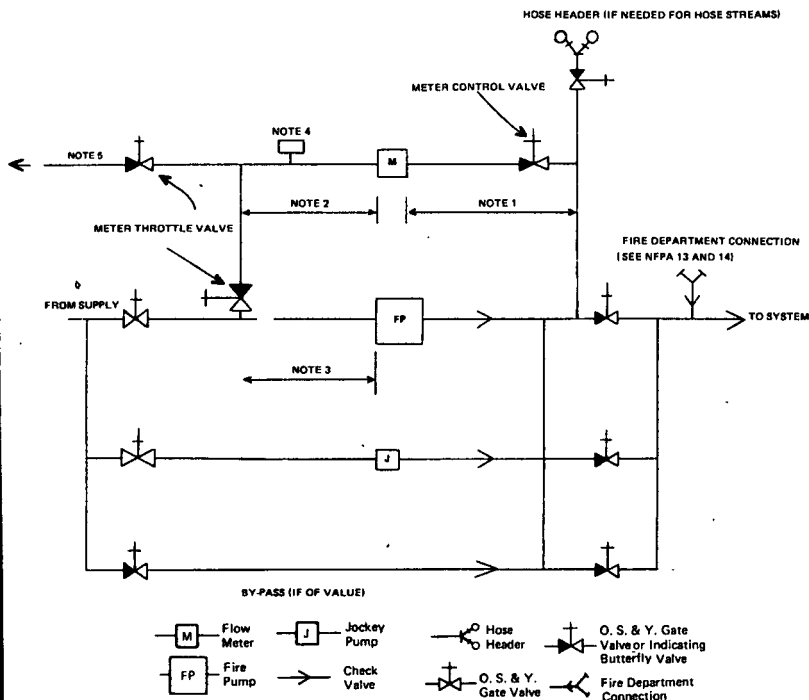 HOSE HEADER (IF NEEDED FOR HOSE STREAMS)
METER CONTROL VALVE
NOTE 4
NOTE 5
M
NOTE 2
NOTE 1
METER THROTTLE VALVE
FIRE DEPARTMENT CONNECTION
(SEE NFPA 13 AND 14)
FROM SUPPLY
FP
TO SYSTEM
NOTE 3
J
BY-PASS (IF OF VALUE)
M Flow
Meter
J Jockey
Pump
Hose
Header
O. S. & Y. Gate
Valve or Indicating
Butterfly Valve
FP Fire
Pump
Check
Valve
O. S. & Y.
Gate Valve
Fire Department
Connection